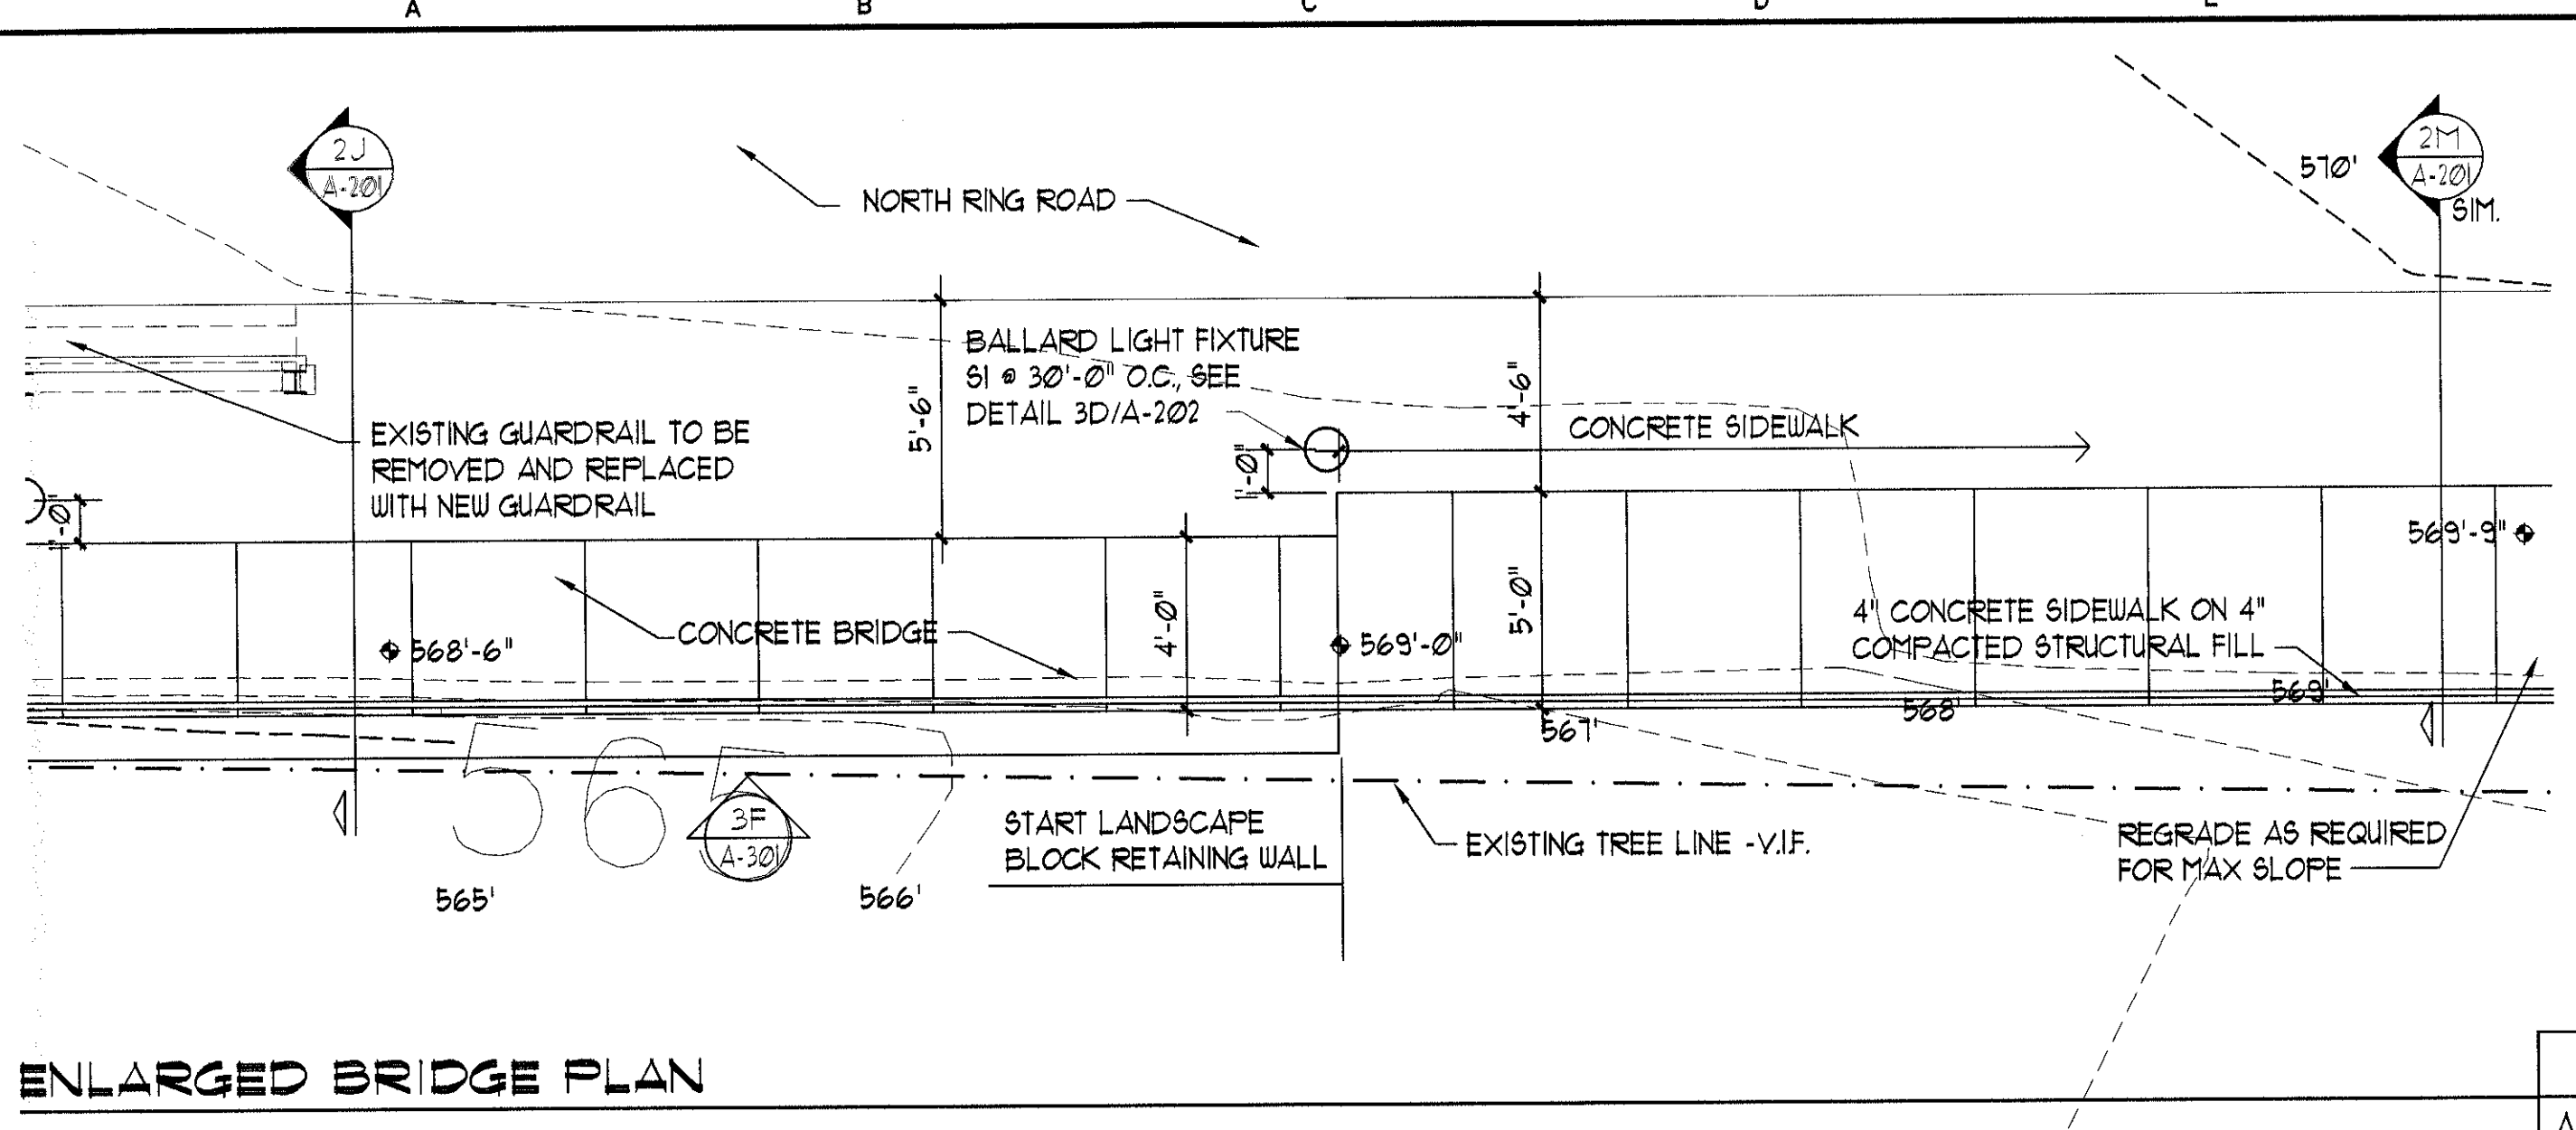 A
B
C
D
E
2J
A-201
NORTH RING ROAD
570'
2M
A-201
SIM.
BALLARD LIGHT FIXTURE
S1 @ 30'-0" O.C., SEE
DETAIL 3D/A-202
5'-6"
4'-6"
CONCRETE SIDEWALK
EXISTING GUARDRAIL TO BE
REMOVED AND REPLACED
WITH NEW GUARDRAIL
1'-0"
1'-0"
569'-9"
CONCRETE BRIDGE
4'-0"
5'-0"
4" CONCRETE SIDEWALK ON 4"
COMPACTED STRUCTURAL FILL
568'-6"
569'-0"
569'
568'
567'
565
3F
A-301
START LANDSCAPE
BLOCK RETAINING WALL
EXISTING TREE LINE -V.I.F.
REGRADE AS REQUIRED
FOR MAX SLOPE
565'
566'
ENLARGED BRIDGE PLAN